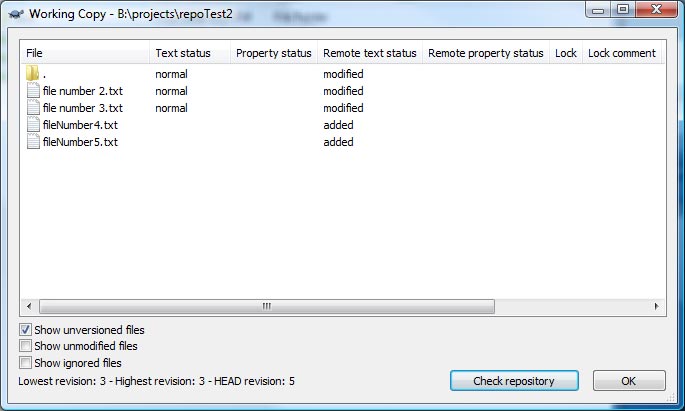 Working Copy - B:\projects\repoTest2
File Text status Property status Remote text status Remote property status Lock Lock comment
. normal modified
file number 2.txt normal modified
file number 3.txt normal modified
fileNumber4.txt added
fileNumber5.txt added
Show unversioned files
Show unmodified files
Show ignored files
Lowest revision: 3 - Highest revision: 3 - HEAD revision: 5
Check repository
OK